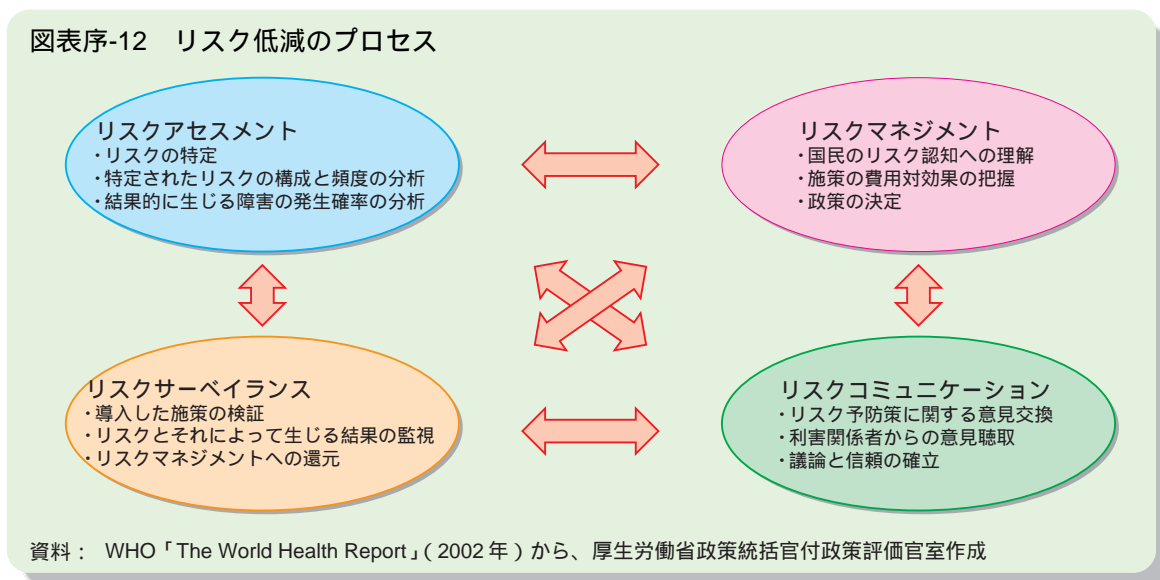 図表序-12　リスク低減のプロセス
リスクアセスメント
・リスクの特定
・特定されたリスクの構成と頻度の分析
・結果的に生じる障害の発生確率の分析
リスクマネジメント
・国民のリスク認知への理解
・施策の費用対効果の把握
・政策の決定
リスクサーベイランス
・導入した施策の検証
・リスクとそれによって生じる結果の監視
・リスクマネジメントへの還元
リスクコミュニケーション
・リスク予防策に関する意見交換
・利害関係者からの意見聴取
・議論と信頼の確立
資料：　WHO「The World Health Report」（2002年）から、厚生労働省政策統括官付政策評価官室作成